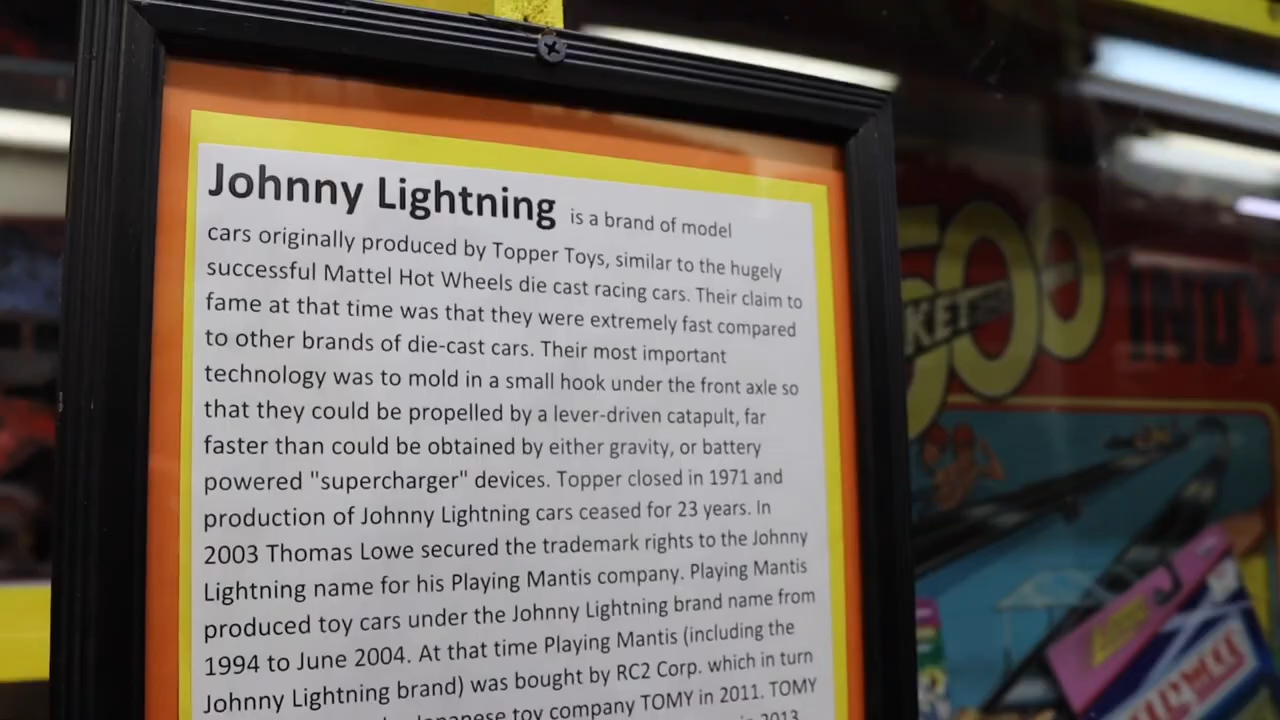 Johnny Lightning is a brand of model
cars originally produced by Topper Toys, similar to the hugely
successful Mattel Hot Wheels die cast racing cars. Their claim to
fame at that time was that they were extremely fast compared
to other brands of die-cast cars. Their most important
technology was to mold in a small hook under the front axle so
that they could be propelled by a lever-driven catapult, far
faster than could be obtained by either gravity, or battery
powered "supercharger" devices. Topper closed in 1971 and
production of Johnny Lightning cars ceased for 23 years. In
2003 Thomas Lowe secured the trademark rights to the Johnny
Lightning name for his Playing Mantis company. Playing Mantis
produced toy cars under the Johnny Lightning brand name from
1994 to June 2004. At that time Playing Mantis (including the
Johnny Lightning brand) was bought by RC2 Corp. which in turn
toy company TOMY in 2011. TOMY
2013
500
INDY